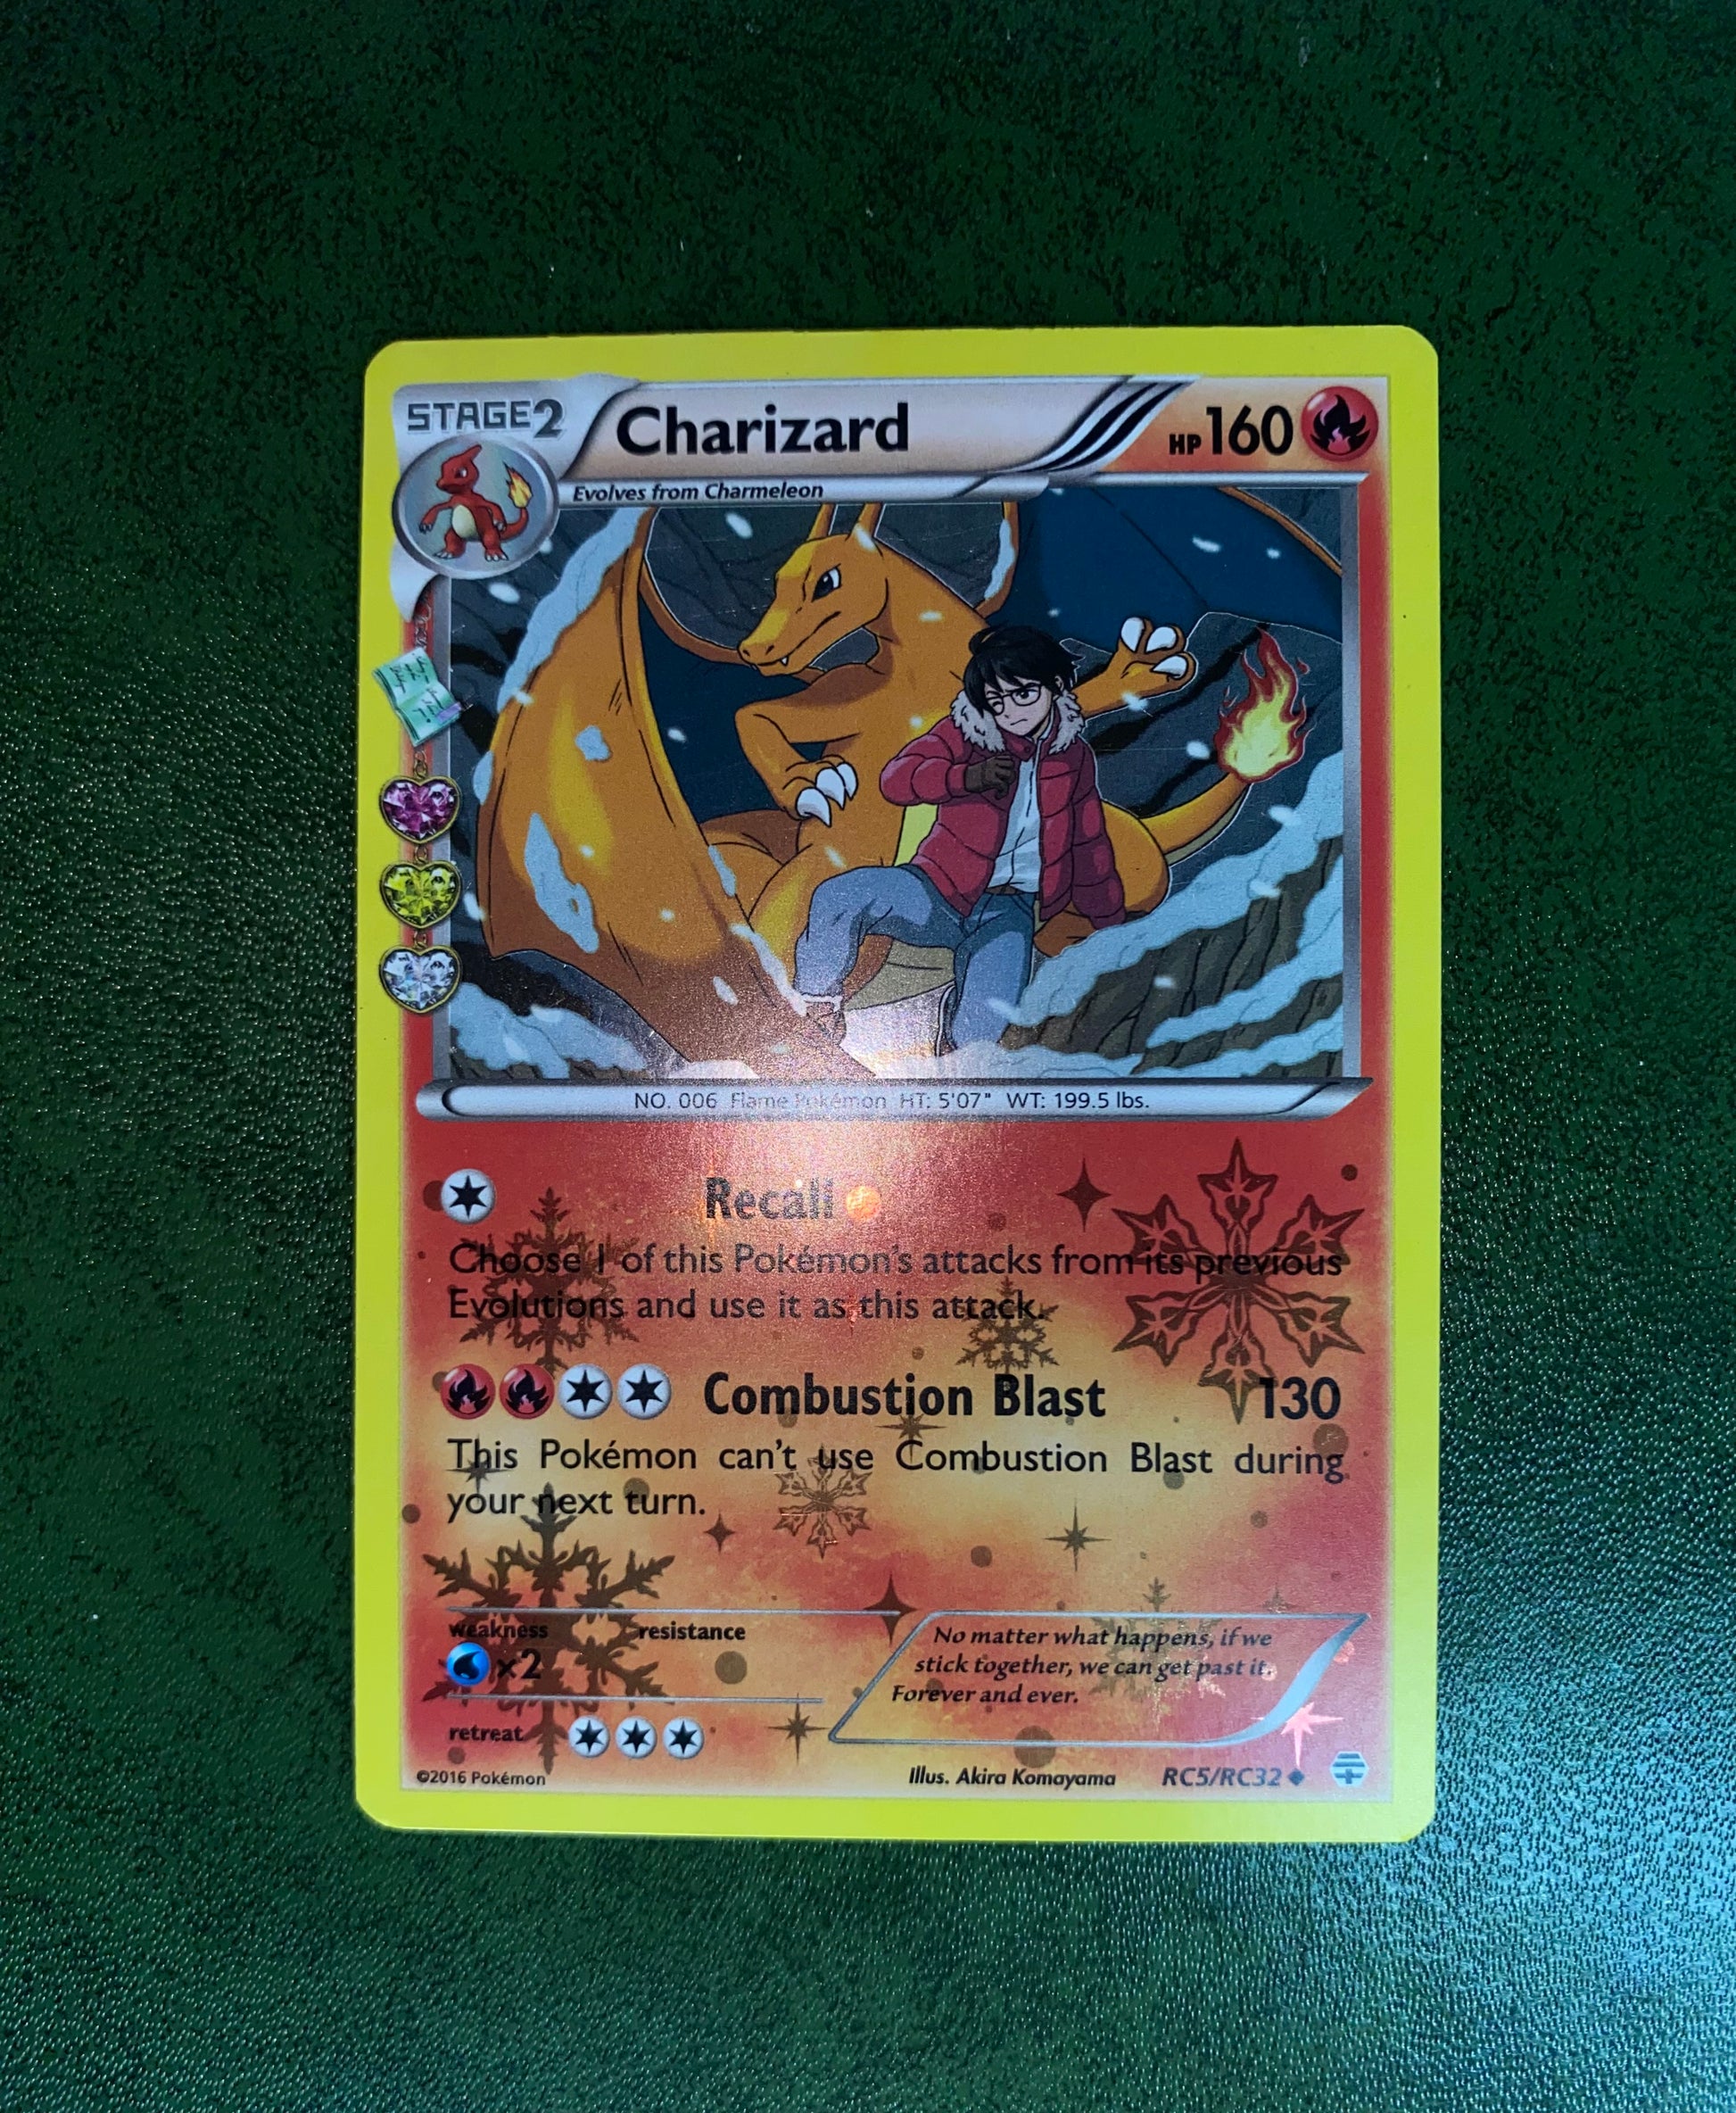 STAGE2 Charizard HP160
Evolves from Charmeleon
NO. 006 Flame Pokémon HT: 5'07" WT: 199.5 lbs.
Recall
Choose 1 of this Pokémon's attacks from its previous
Evolutions and use it as this attack.
Combustion Blast 130
This Pokémon can't use Combustion Blast during
your next turn.
weakness resistance
×2
retreat
No matter what happens, if we
stick together, we can get past it.
Forever and ever.
©2016 Pokémon Illus. Akira Komayama RC5/RC32